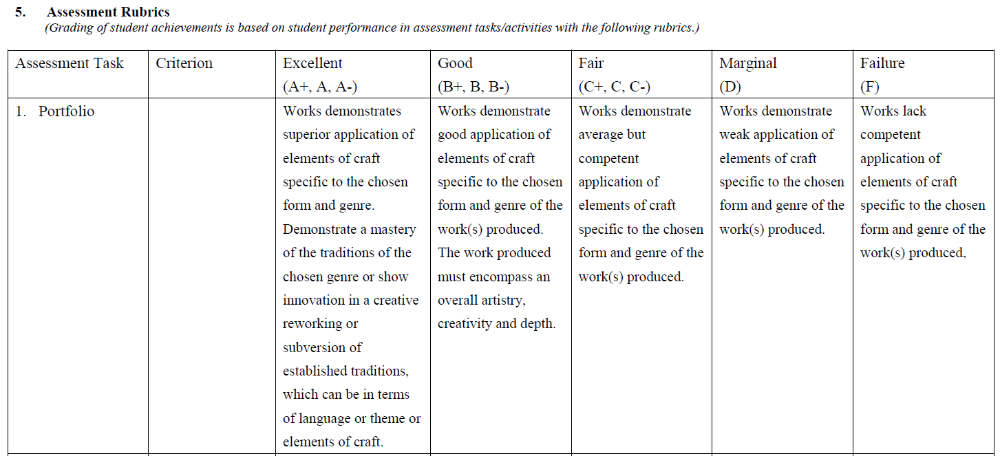 5. Assessment Rubrics
(Grading of student achievements is based on student performance in assessment tasks/activities with the following rubrics.)
Assessment Task
Criterion
Excellent
(A+, A, A-)
Good
(B+, B, B-)
Fair
(C+, C, C-)
Marginal
(D)
Failure
(F)
1. Portfolio
Works demonstrates
superior application of
elements of craft
specific to the chosen
form and genre.
Demonstrate a mastery
of the traditions of the
chosen genre or show
innovation in a creative
reworking or
subversion of
established traditions,
which can be in terms
of language or theme or
elements of craft.
Works demonstrate
good application of
elements of craft
specific to the chosen
form and genre of the
work(s) produced.
The work produced
must encompass an
overall artistry,
creativity and depth.
Works demonstrate
average but
competent
application of
elements of craft
specific to the chosen
form and genre of the
work(s) produced.
Works demonstrate
weak application of
elements of craft
specific to the chosen
form and genre of the
work(s) produced.
Works lack
competent
application of
elements of craft
specific to the chosen
form and genre of the
work(s) produced,